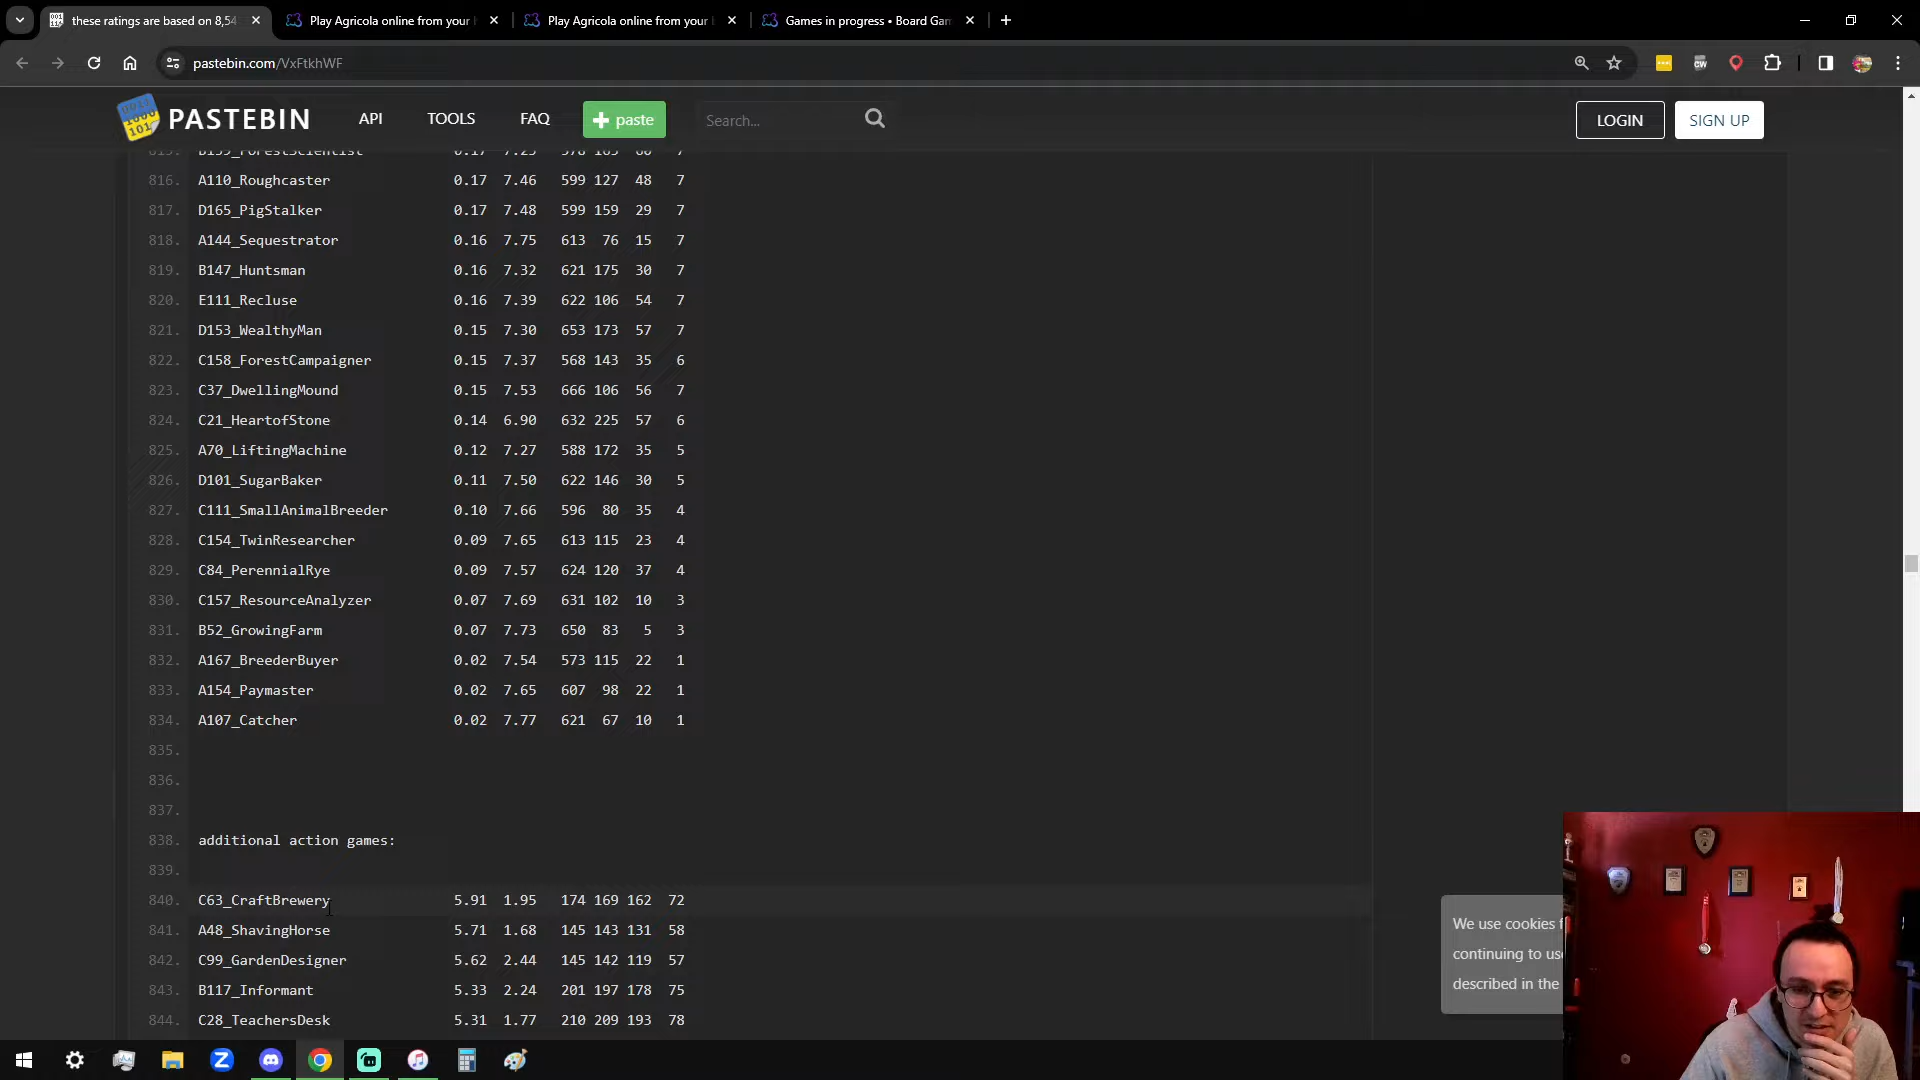 these ratings are based on 8,54
Play Agricola online from your
Play Agricola online from your
Games in progress • Board Gam
pastebin.com/VxFtkhWF
PASTEBIN
API
TOOLS
FAQ
paste
Search...
LOGIN
SIGN UP
816. A110_Roughcaster 0.17 7.46 599 127 48 7
817. D165_PigStalker 0.17 7.48 599 159 29 7
818. A144_Sequestrator 0.16 7.75 613 76 15 7
819. B147_Huntsman 0.16 7.32 621 175 30 7
820. E111_Recluse 0.16 7.39 622 106 54 7
821. D153_WealthyMan 0.15 7.30 653 173 57 7
822. C158_ForestCampaigner 0.15 7.37 568 143 35 6
823. C37_DwellingMound 0.15 7.53 666 106 56 7
824. C21_HeartofStone 0.14 6.90 632 225 57 6
825. A70_LiftingMachine 0.12 7.27 588 172 35 5
826. D101_SugarBaker 0.11 7.50 622 146 30 5
827. C111_SmallAnimalBreeder 0.10 7.66 596 80 35 4
828. C154_TwinResearcher 0.09 7.65 613 115 23 4
829. C84_PerennialRye 0.09 7.57 624 120 37 4
830. C157_ResourceAnalyzer 0.07 7.69 631 102 10 3
831. B52_GrowingFarm 0.07 7.73 650 83 5 3
832. A167_BreederBuyer 0.02 7.54 573 115 22 1
833. A154_Paymaster 0.02 7.65 607 98 22 1
834. A107_Catcher 0.02 7.77 621 67 10 1
835.
836.
837.
838. additional action games:
839.
840. C63_CraftBrewery 5.91 1.95 174 169 162 72
841. A48_ShavingHorse 5.71 1.68 145 143 131 58
842. C99_GardenDesigner 5.62 2.44 145 142 119 57
843. B117_Informant 5.33 2.24 201 197 178 75
844. C28_TeachersDesk 5.31 1.77 210 209 193 78
We use cookies f
continuing to us
described in the